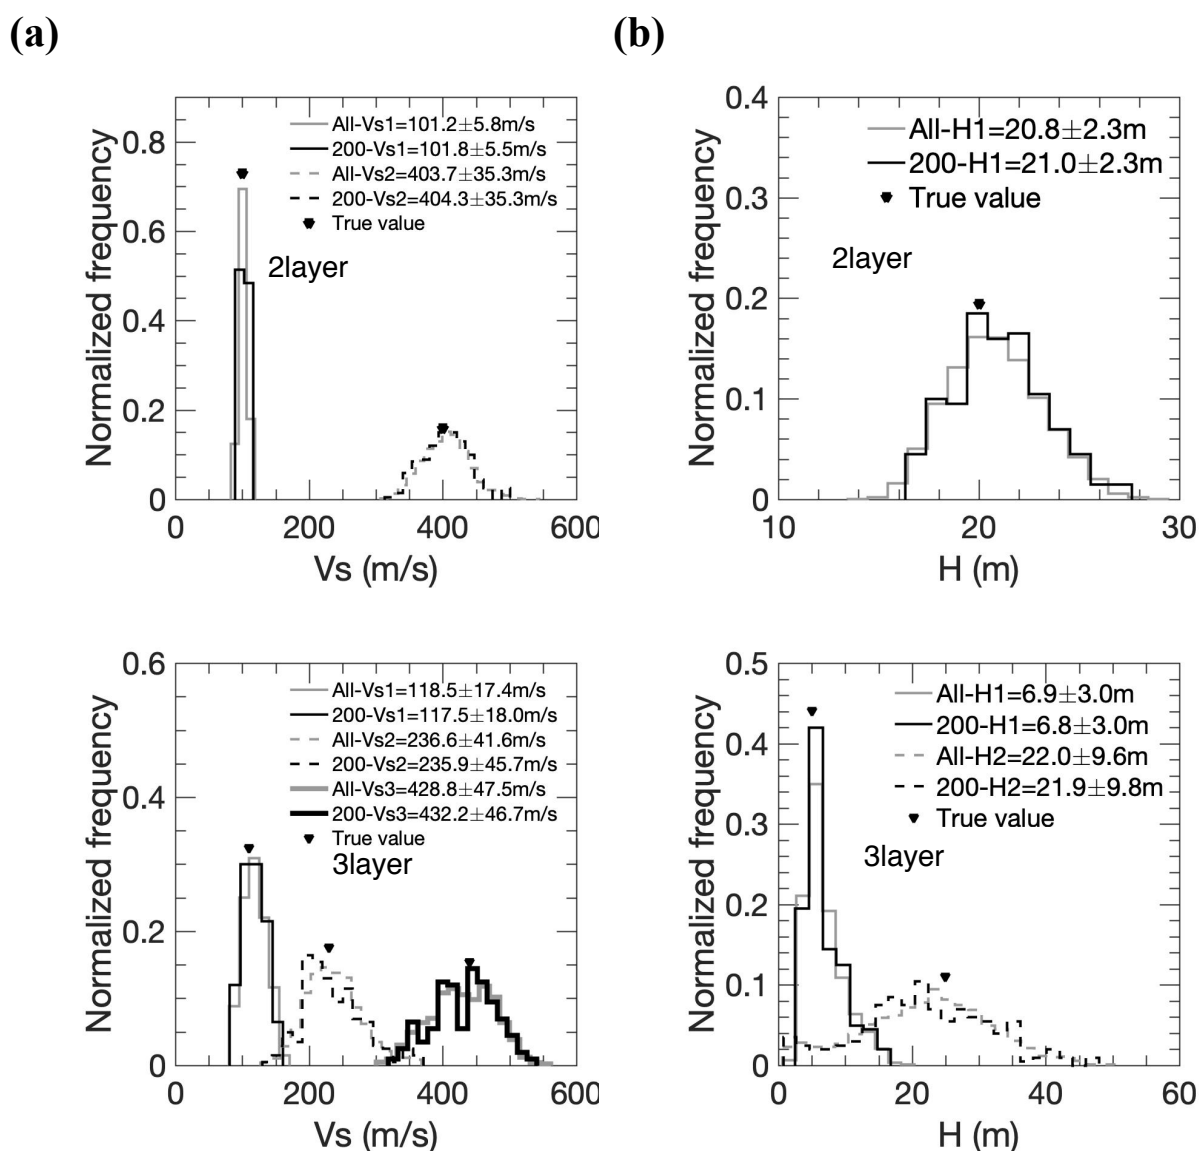 (a)
(b)
0
0.2
0.4
0.6
0.8
Normalized frequency
All-Vs1=101.2±5.8m/s
200-Vs1=101.8±5.5m/s
All-Vs2=403.7±35.3m/s
200-Vs2=404.3±35.3m/s
True value
2layer
0 200 400 600
Vs (m/s)
0.4
0.3
0.2
0.1
0
Normalized frequency
All-H1=20.8±2.3m
200-H1=21.0±2.3m
True value
2layer
10 20 30
H (m)
0.6
0.4
0.2
0
Normalized frequency
All-Vs1=118.5±17.4m/s
200-Vs1=117.5±18.0m/s
All-Vs2=236.6±41.6m/s
200-Vs2=235.9±45.7m/s
All-Vs3=428.8±47.5m/s
200-Vs3=432.2±46.7m/s
True value
3layer
0 200 400 600
Vs (m/s)
0.5
0.4
0.3
0.2
0.1
0
Normalized frequency
All-H1=6.9±3.0m
200-H1=6.8±3.0m
All-H2=22.0±9.6m
200-H2=21.9±9.8m
True value
3layer
0 20 40 60
H (m)